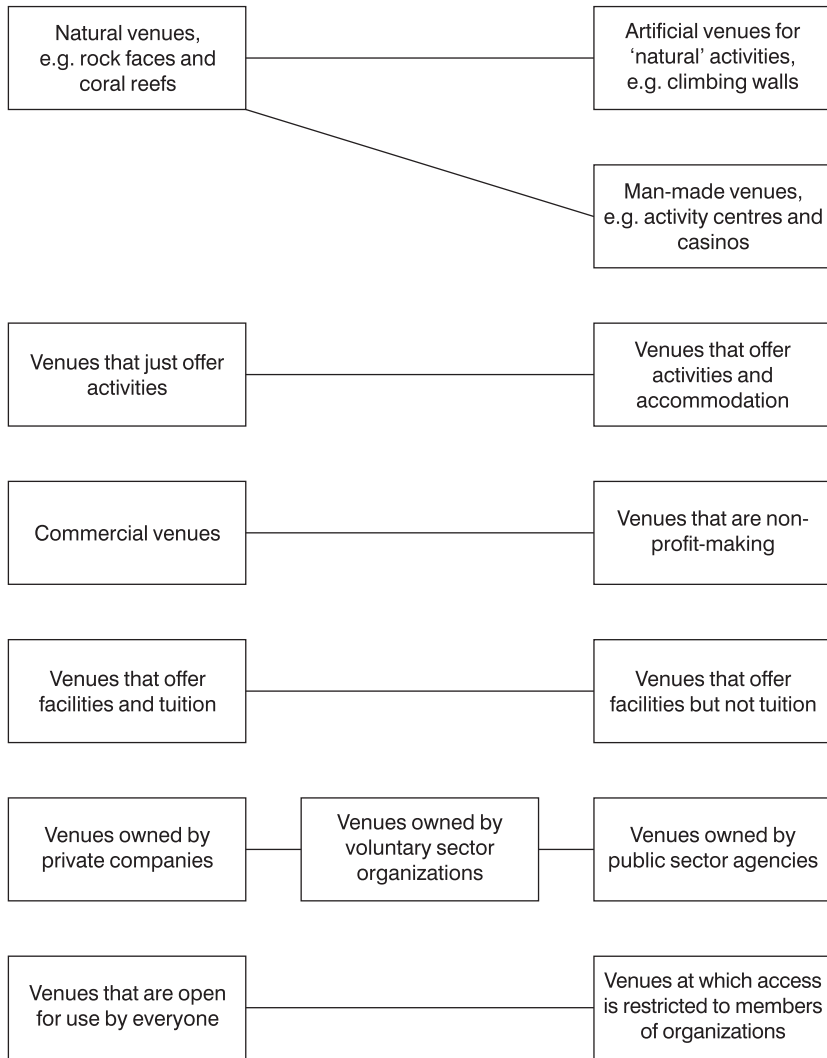 Natural venues,
e.g. rock faces and
coral reefs
Artificial venues for
‘natural’ activities,
e.g. climbing walls
Man-made venues,
e.g. activity centres and
casinos
Venues that just offer
activities
Venues that offer
activities and
accommodation
Commercial venues
Venues that are non-
profit-making
Venues that offer
facilities and tuition
Venues that offer
facilities but not tuition
Venues owned by
private companies
Venues owned by
voluntary sector
organizations
Venues owned by
public sector agencies
Venues that are open
for use by everyone
Venues at which access
is restricted to members
of organizations